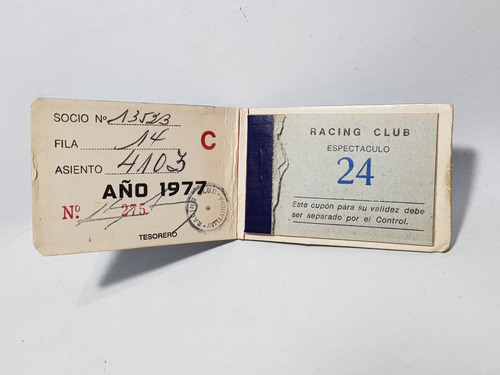 SOCIO Nº 13523
FILA 14 C
ASIENTO 4103
AÑO 1977
Nº 275
TESORERO
RACING CLUB
ESPECTACULO
24
Este cupón para su validez debe
ser separado por el Control.